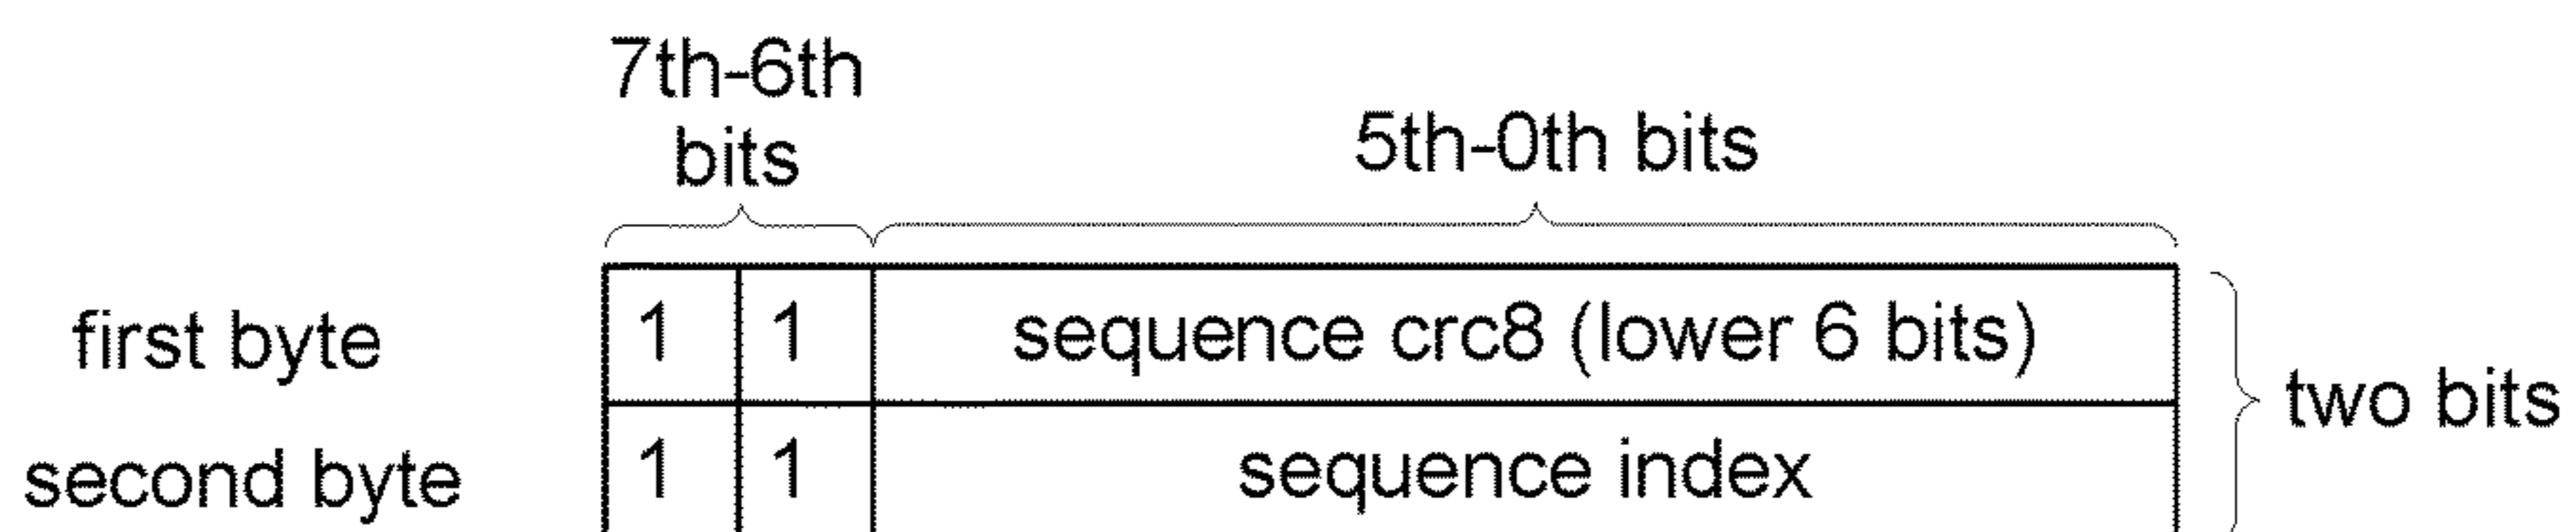 7th-6th
bits
5th-0th bits
first byte 1 1 sequence crc8 (lower 6 bits)
two bits
second byte 1 1 sequence index